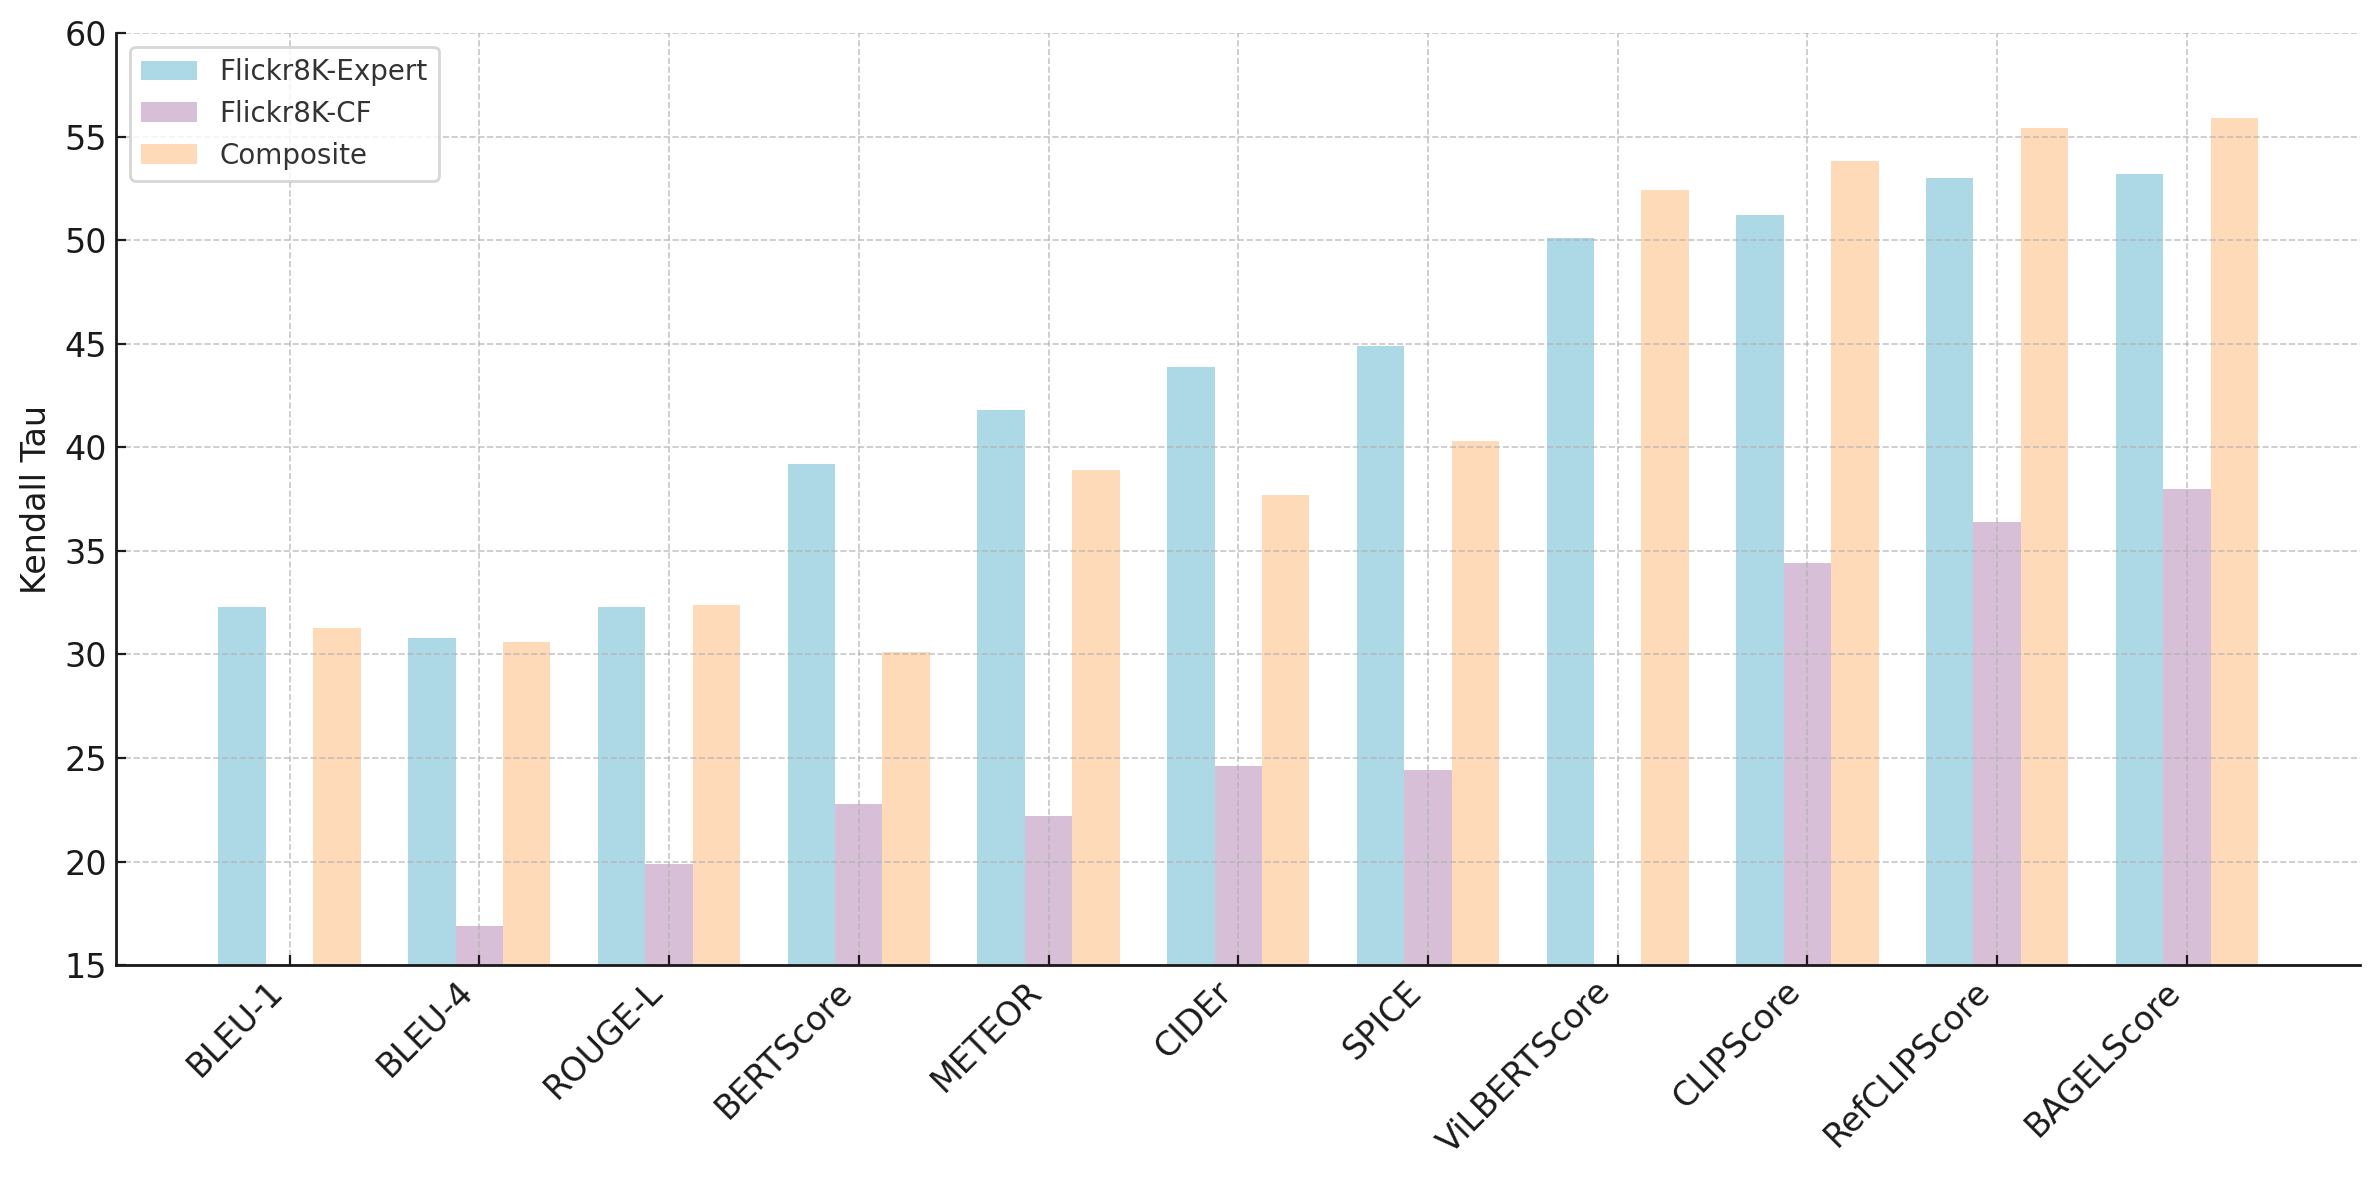 Kendall Tau
60
55
50
45
40
35
30
25
20
15
Flickr8K-Expert
Flickr8K-CF
Composite
BLEU-1
BLEU-4
ROUGE-L
BERTScore
METEOR
CIDEr
SPICE
ViLBERTScore
CLIPScore
RefCLIPScore
BAGELScore